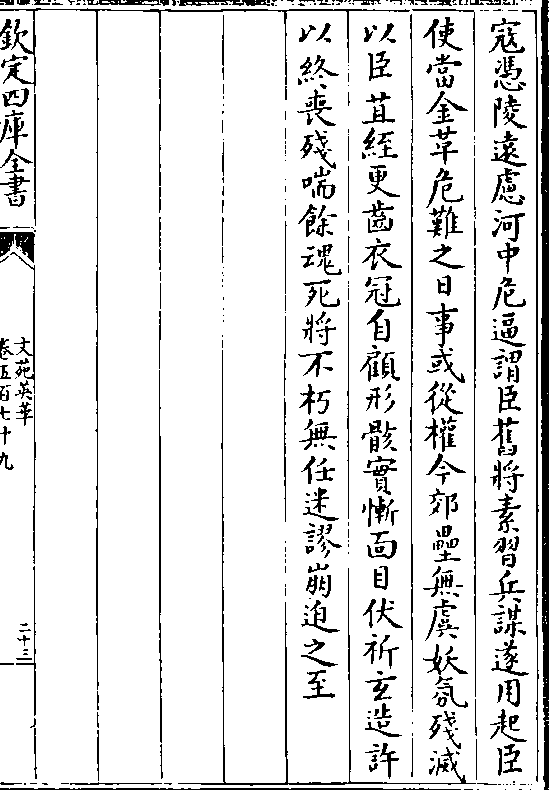 寇憑陵遠慮河中危逼謂臣舊將素習兵謀遂用起臣
使當金革危難之日事或從權今郊壘無虞妖氛殘滅
以臣苴絰更齒衣冠自顧形骸實慚面目伏祈玄造許
以終喪殘喘餘魂死將不朽無任迷謬崩迫之至
欽定四庫全書
文苑英華
卷五百七十九
二十三